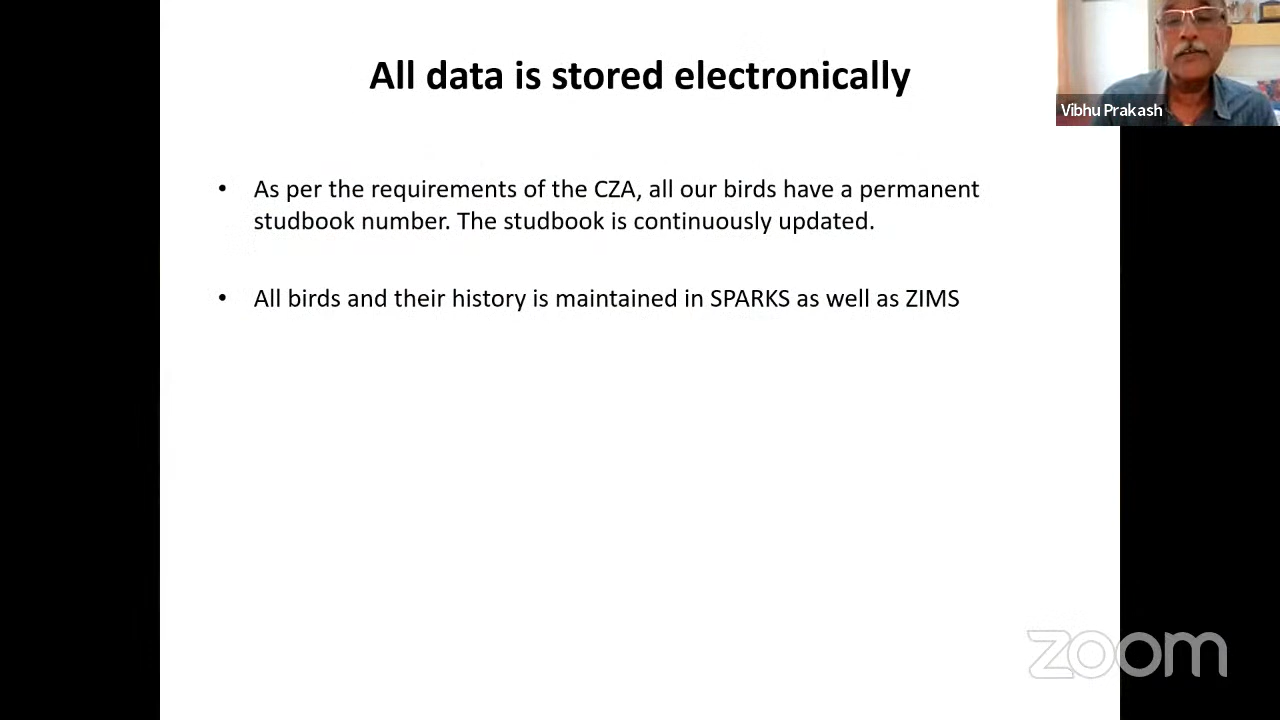 All data is stored electronically
Vibhu Prakash
• As per the requirements of the CZA, all our birds have a permanent
studbook number. The studbook is continuously updated.
• All birds and their history is maintained in SPARKS as well as ZIMS
zoom